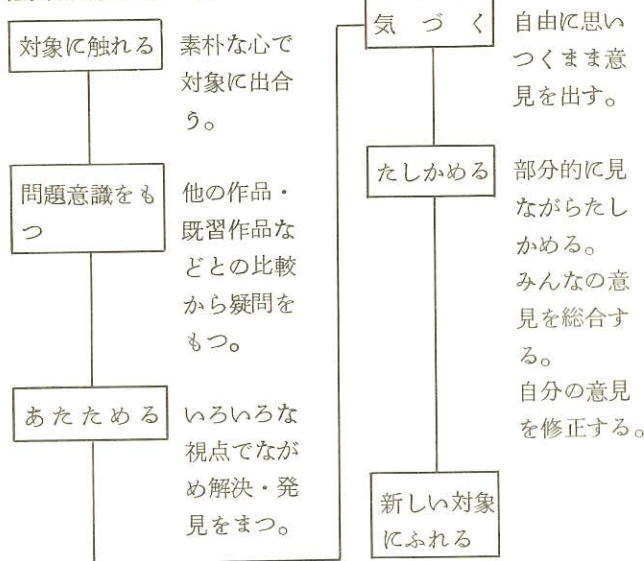 対象に触れる
素朴な心で
対象に出合
う。
問題意識をも
つ
他の作品・
既習作品な
どとの比較
から疑問を
もつ。
あたためる
いろいろな
視点でなが
め解決・発
見をまつ。
気づく
自由に思い
つくまま意
見を出す。
たしかめる
部分的に見
ながらたし
かめる。
みんなの意
見を総合す
る。
自分の意見
を修正する。
新しい対象
にふれる